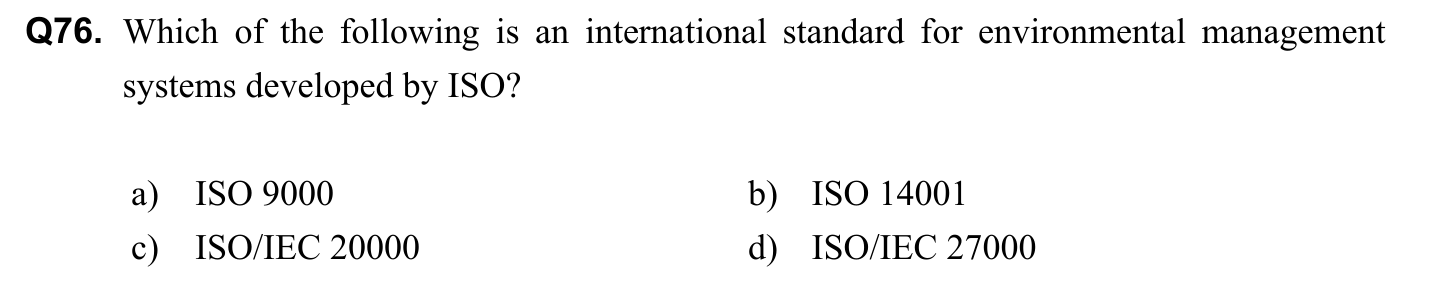 Q76. Which of the following is an international standard for environmental management
systems developed by ISO?
a) ISO 9000 b) ISO 14001
c) ISO/IEC 20000 d) ISO/IEC 27000